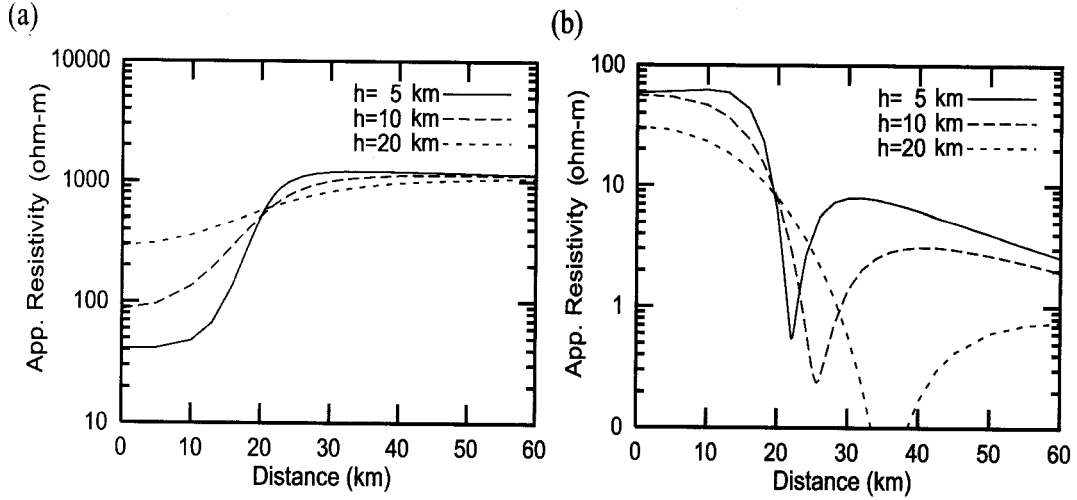 (a)
App. Resistivity (ohm-m)
10000
1000
100
10
h= 5 km
h=10 km
h=20 km
0 10 20 30 40 50 60
Distance (km)
(b)
App. Resistivity (ohm-m)
100
10
1
0
h= 5 km
h=10 km
h=20 km
0 10 20 30 40 50 60
Distance (km)